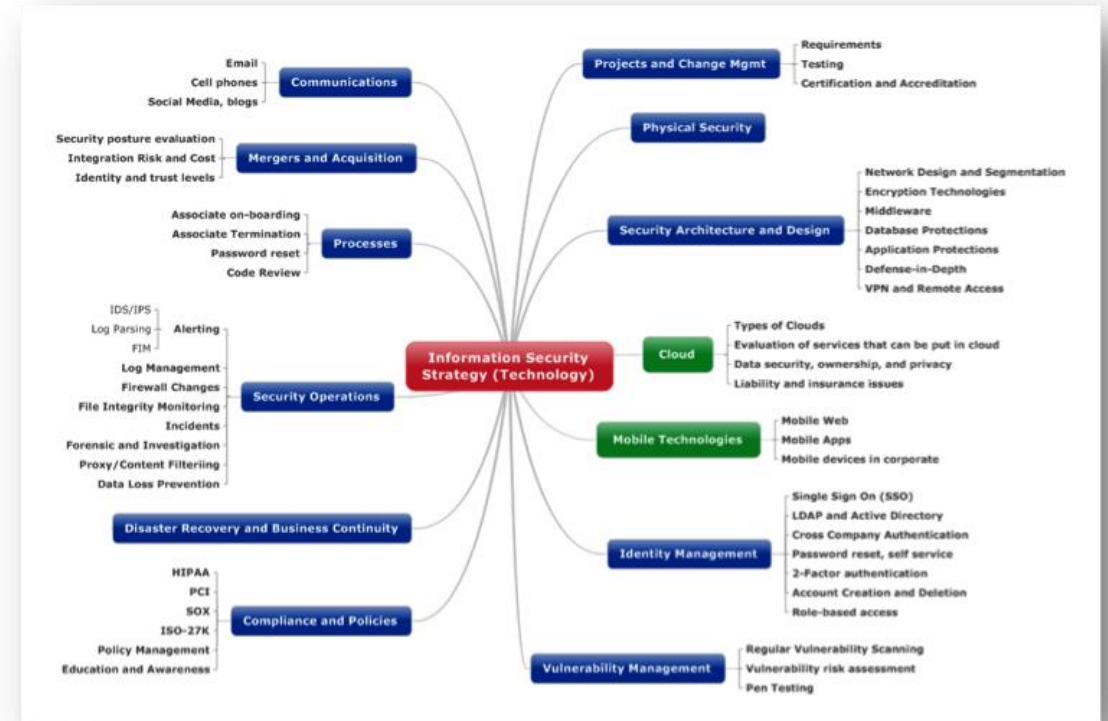 Information Security
Strategy (Technology)
Communications
Email
Cell phones
Social Media, blogs
Mergers and Acquisition
Security posture evaluation
Integration Risk and Cost
Identity and trust levels
Processes
Associate on-boarding
Associate Termination
Password reset
Code Review
Security Operations
Alerting
IDS/IPS
Log Parsing
FIM
Log Management
Firewall Changes
File Integrity Monitoring
Incidents
Forensic and Investigation
Proxy/Content Filteriing
Data Loss Prevention
Disaster Recovery and Business Continuity
Compliance and Policies
HIPAA
PCI
SOX
ISO-27K
Policy Management
Education and Awareness
Projects and Change Mgmt
Requirements
Testing
Certification and Accreditation
Physical Security
Security Architecture and Design
Network Design and Segmentation
Encryption Technologies
Middleware
Database Protections
Application Protections
Defense-in-Depth
VPN and Remote Access
Cloud
Types of Clouds
Evaluation of services that can be put in cloud
Data security, ownership, and privacy
Liability and insurance issues
Mobile Technologies
Mobile Web
Mobile Apps
Mobile devices in corporate
Identity Management
Single Sign On (SSO)
LDAP and Active Directory
Cross Company Authentication
Password reset, self service
2-Factor authentication
Account Creation and Deletion
Role-based access
Vulnerability Management
Regular Vulnerability Scanning
Vulnerability risk assessment
Pen Testing